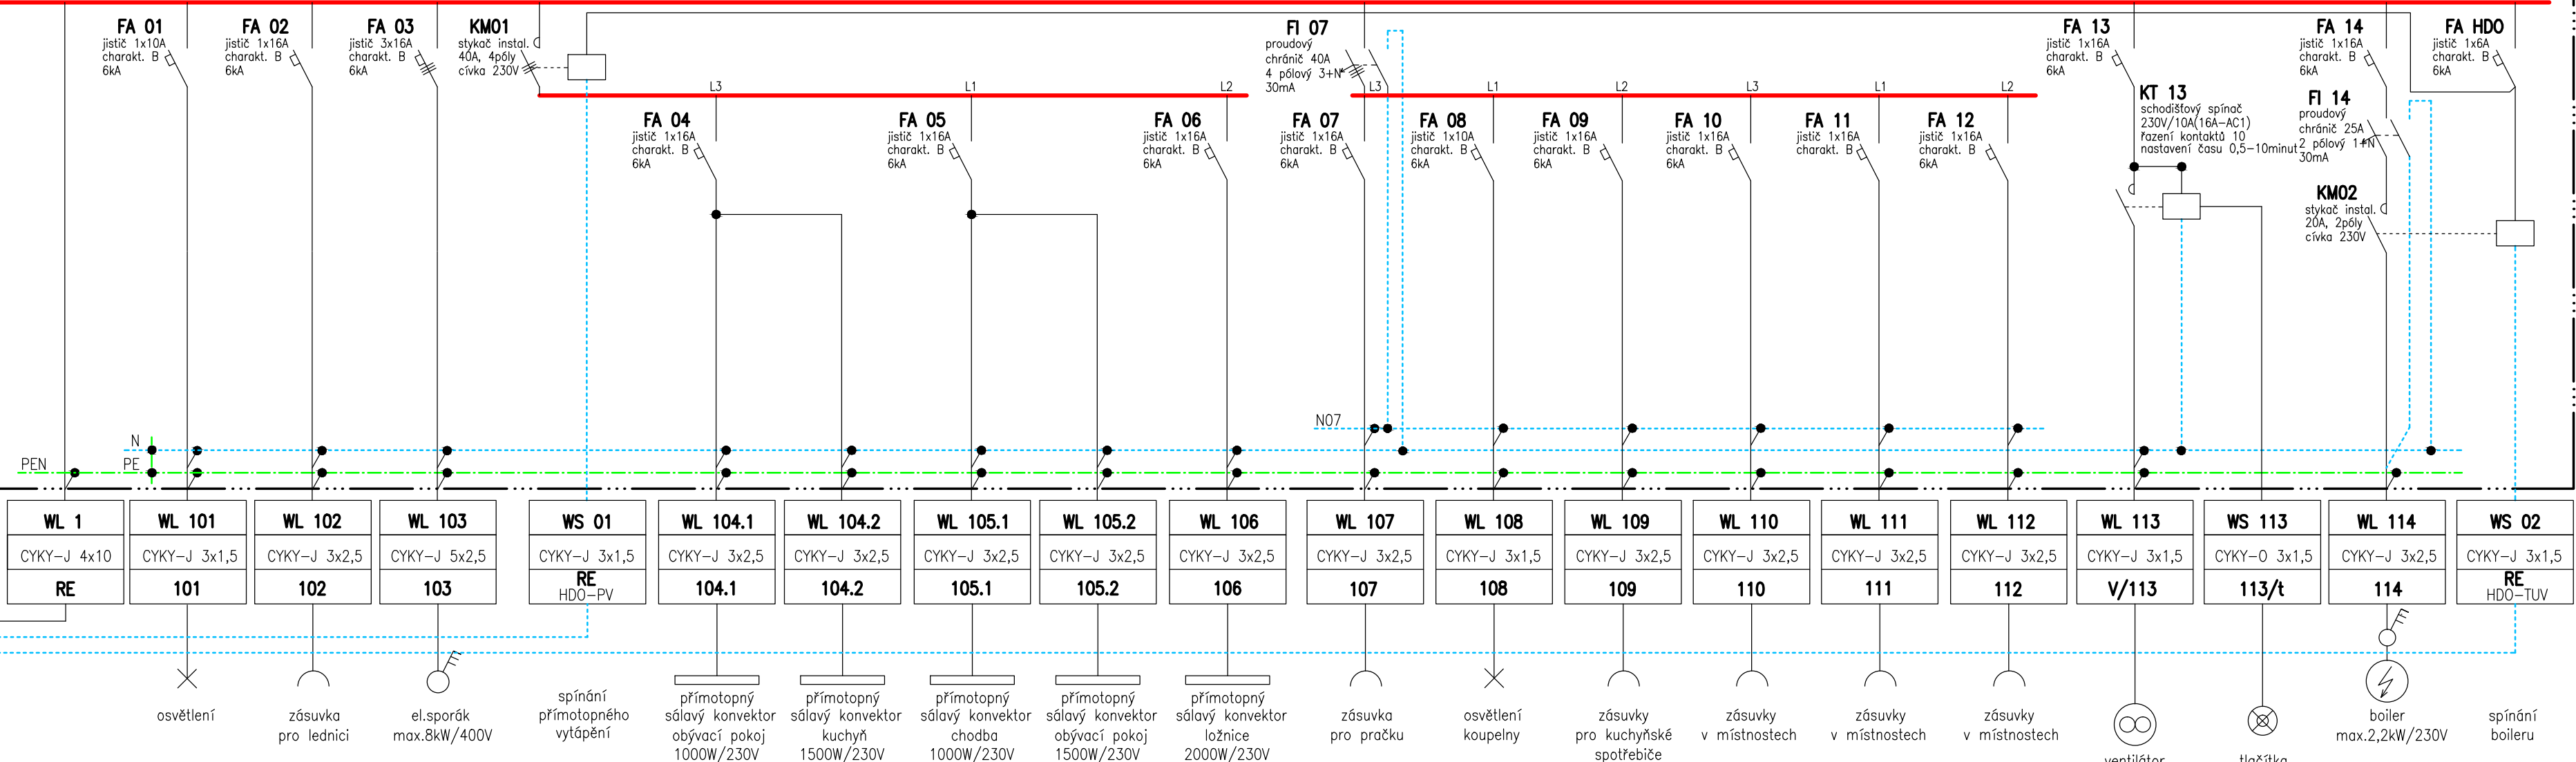 FA 01
jistič 1x10A
charakt. B
6kA
FA 02
jistič 1x16A
charakt. B
6kA
FA 03
jistič 3x16A
charakt. B
6kA
KM01
stykač instal.
40A, 4póly
cívka 230V
FI 07
proudový
chránič 40A
4 pólový 3+N
30mA
FA 13
jistič 1x16A
charakt. B
6kA
FA 14
jistič 1x16A
charakt. B
6kA
FA HDO
jistič 1x6A
charakt. B
6kA
L3
L1
L2
L3
L1
L2
L3
L1
L2
FA 04
jistič 1x16A
charakt. B
6kA
FA 05
jistič 1x16A
charakt. B
6kA
FA 06
jistič 1x16A
charakt. B
6kA
FA 07
jistič 1x16A
charakt. B
6kA
FA 08
jistič 1x10A
charakt. B
6kA
FA 09
jistič 1x16A
charakt. B
6kA
FA 10
jistič 1x16A
charakt. B
6kA
FA 11
jistič 1x16A
charakt. B
FA 12
jistič 1x16A
charakt. B
6kA
KT 13
schodišťový spínač
230V/10A(16A-AC1)
řazení kontaktů 10
nastavení času 0,5-10minut
FI 14
proudový
chránič 25A
2 pólový 1+N
30mA
KM02
stykač instal.
20A, 2póly
cívka 230V
N07
N
PEN
PE
WL 1
CYKY-J 4x10
RE
WL 101
CYKY-J 3x1,5
101
osvětlení
WL 102
CYKY-J 3x2,5
102
zásuvka
pro lednici
WL 103
CYKY-J 5x2,5
103
el.sporák
max.8kW/400V
WS 01
CYKY-J 3x1,5
RE
HDO-PV
spínání
přímotopného
vytápění
WL 104.1
CYKY-J 3x2,5
104.1
přímotopný
sálavý konvektor
obývací pokoj
1000W/230V
WL 104.2
CYKY-J 3x2,5
104.2
přímotopný
sálavý konvektor
kuchyň
1500W/230V
WL 105.1
CYKY-J 3x2,5
105.1
přímotopný
sálavý konvektor
chodba
1000W/230V
WL 105.2
CYKY-J 3x2,5
105.2
přímotopný
sálavý konvektor
obývací pokoj
1500W/230V
WL 106
CYKY-J 3x2,5
106
přímotopný
sálavý konvektor
ložnice
2000W/230V
WL 107
CYKY-J 3x2,5
107
zásuvka
pro pračku
WL 108
CYKY-J 3x1,5
108
osvětlení
koupelny
WL 109
CYKY-J 3x2,5
109
zásuvky
pro kuchyňské
spotřebiče
WL 110
CYKY-J 3x2,5
110
zásuvky
v místnostech
WL 111
CYKY-J 3x2,5
111
zásuvky
v místnostech
WL 112
CYKY-J 3x2,5
112
zásuvky
v místnostech
WL 113
CYKY-J 3x1,5
V/113
ventilátor
WS 113
CYKY-O 3x1,5
113/t
tlačítka
WL 114
CYKY-J 3x2,5
114
boiler
max.2,2kW/230V
WS 02
CYKY-J 3x1,5
RE
HDO-TUV
spínání
boileru